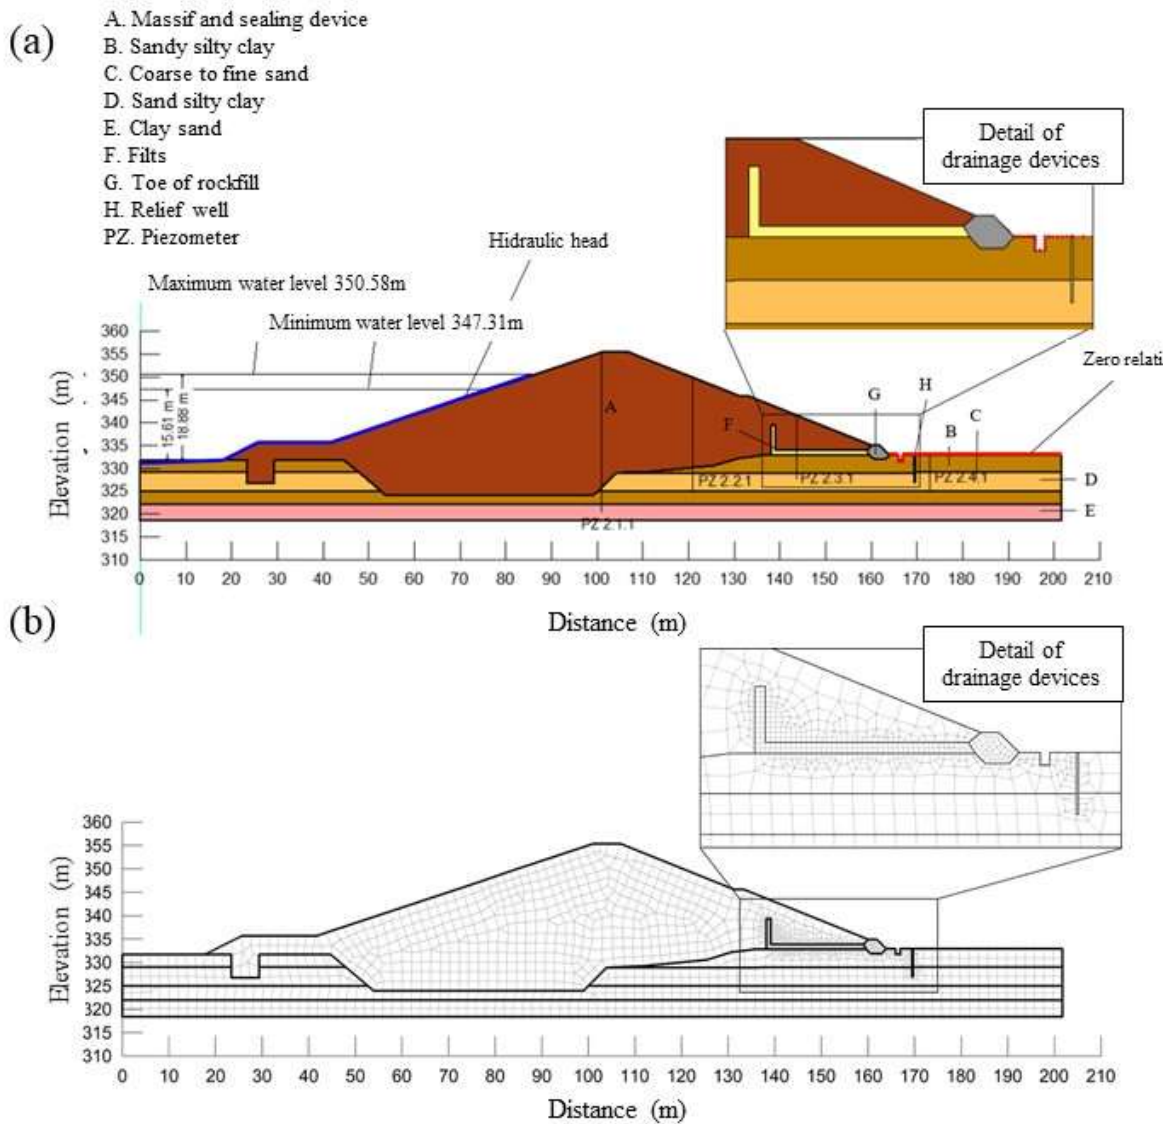 (a)
A. Massif and sealing device
B. Sandy silty clay
C. Coarse to fine sand
D. Sand silty clay
E. Clay sand
F. Filts
G. Toe of rockfill
H. Relief well
PZ. Piezometer
Detail of
drainage devices
Hidraulic head
Maximum water level 350.58m
Minimum water level 347.31m
Zero relati
Elevation (m)
360
355
350
345
340
335
330
325
320
315
310
15.61 m
18.88 m
A
F
G
H
B
C
D
E
PZ 2.1.1
PZ 2.2.1
PZ 2.3.1
PZ 2.4.1
0 10 20 30 40 50 60 70 80 90 100 110 120 130 140 150 160 170 180 190 200 210
Distance (m)
(b)
Detail of
drainage devices
Elevation (m)
360
355
350
345
340
335
330
325
320
315
310
0 10 20 30 40 50 60 70 80 90 100 110 120 130 140 150 160 170 180 190 200 210
Distance (m)